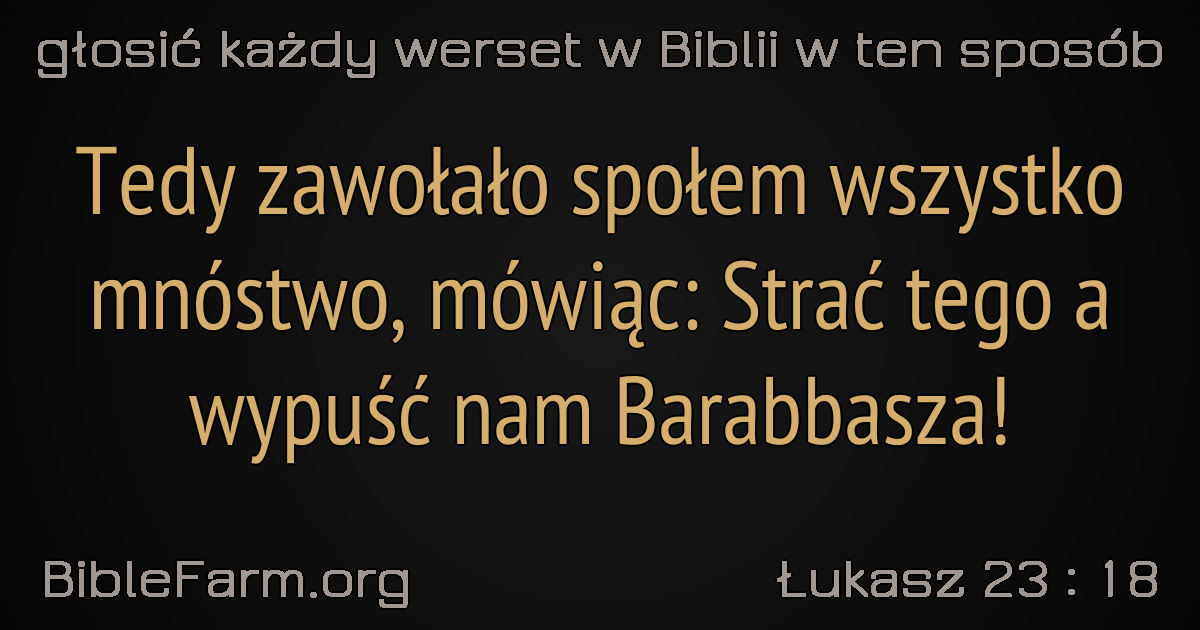 głosić każdy werset w Biblii w ten sposób
Tedy zawołało społem wszystko
mnóstwo, mówiąc: Strać tego a
wypuść nam Barabbasza!
BibleFarm.org
Łukasz 23 : 18